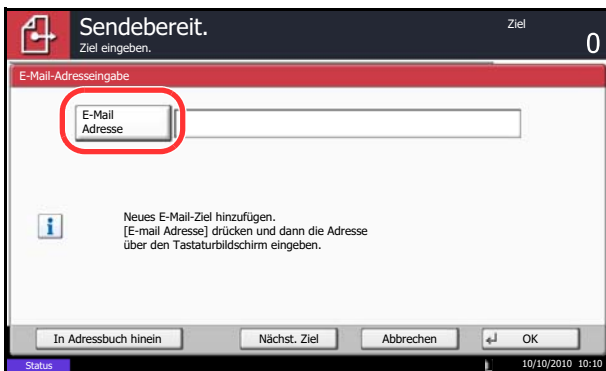 Sendebereit.
Ziel
Ziel eingeben.
0
E-Mail-Adresseingabe
E-Mail
Adresse
Neues E-Mail-Ziel hinzufügen.
[E-mail Adresse] drücken und dann die Adresse
über den Tastaturbildschirm eingeben.
In Adressbuch hinein
Nächst. Ziel
Abbrechen
OK
Status
10/10/2010 10:10